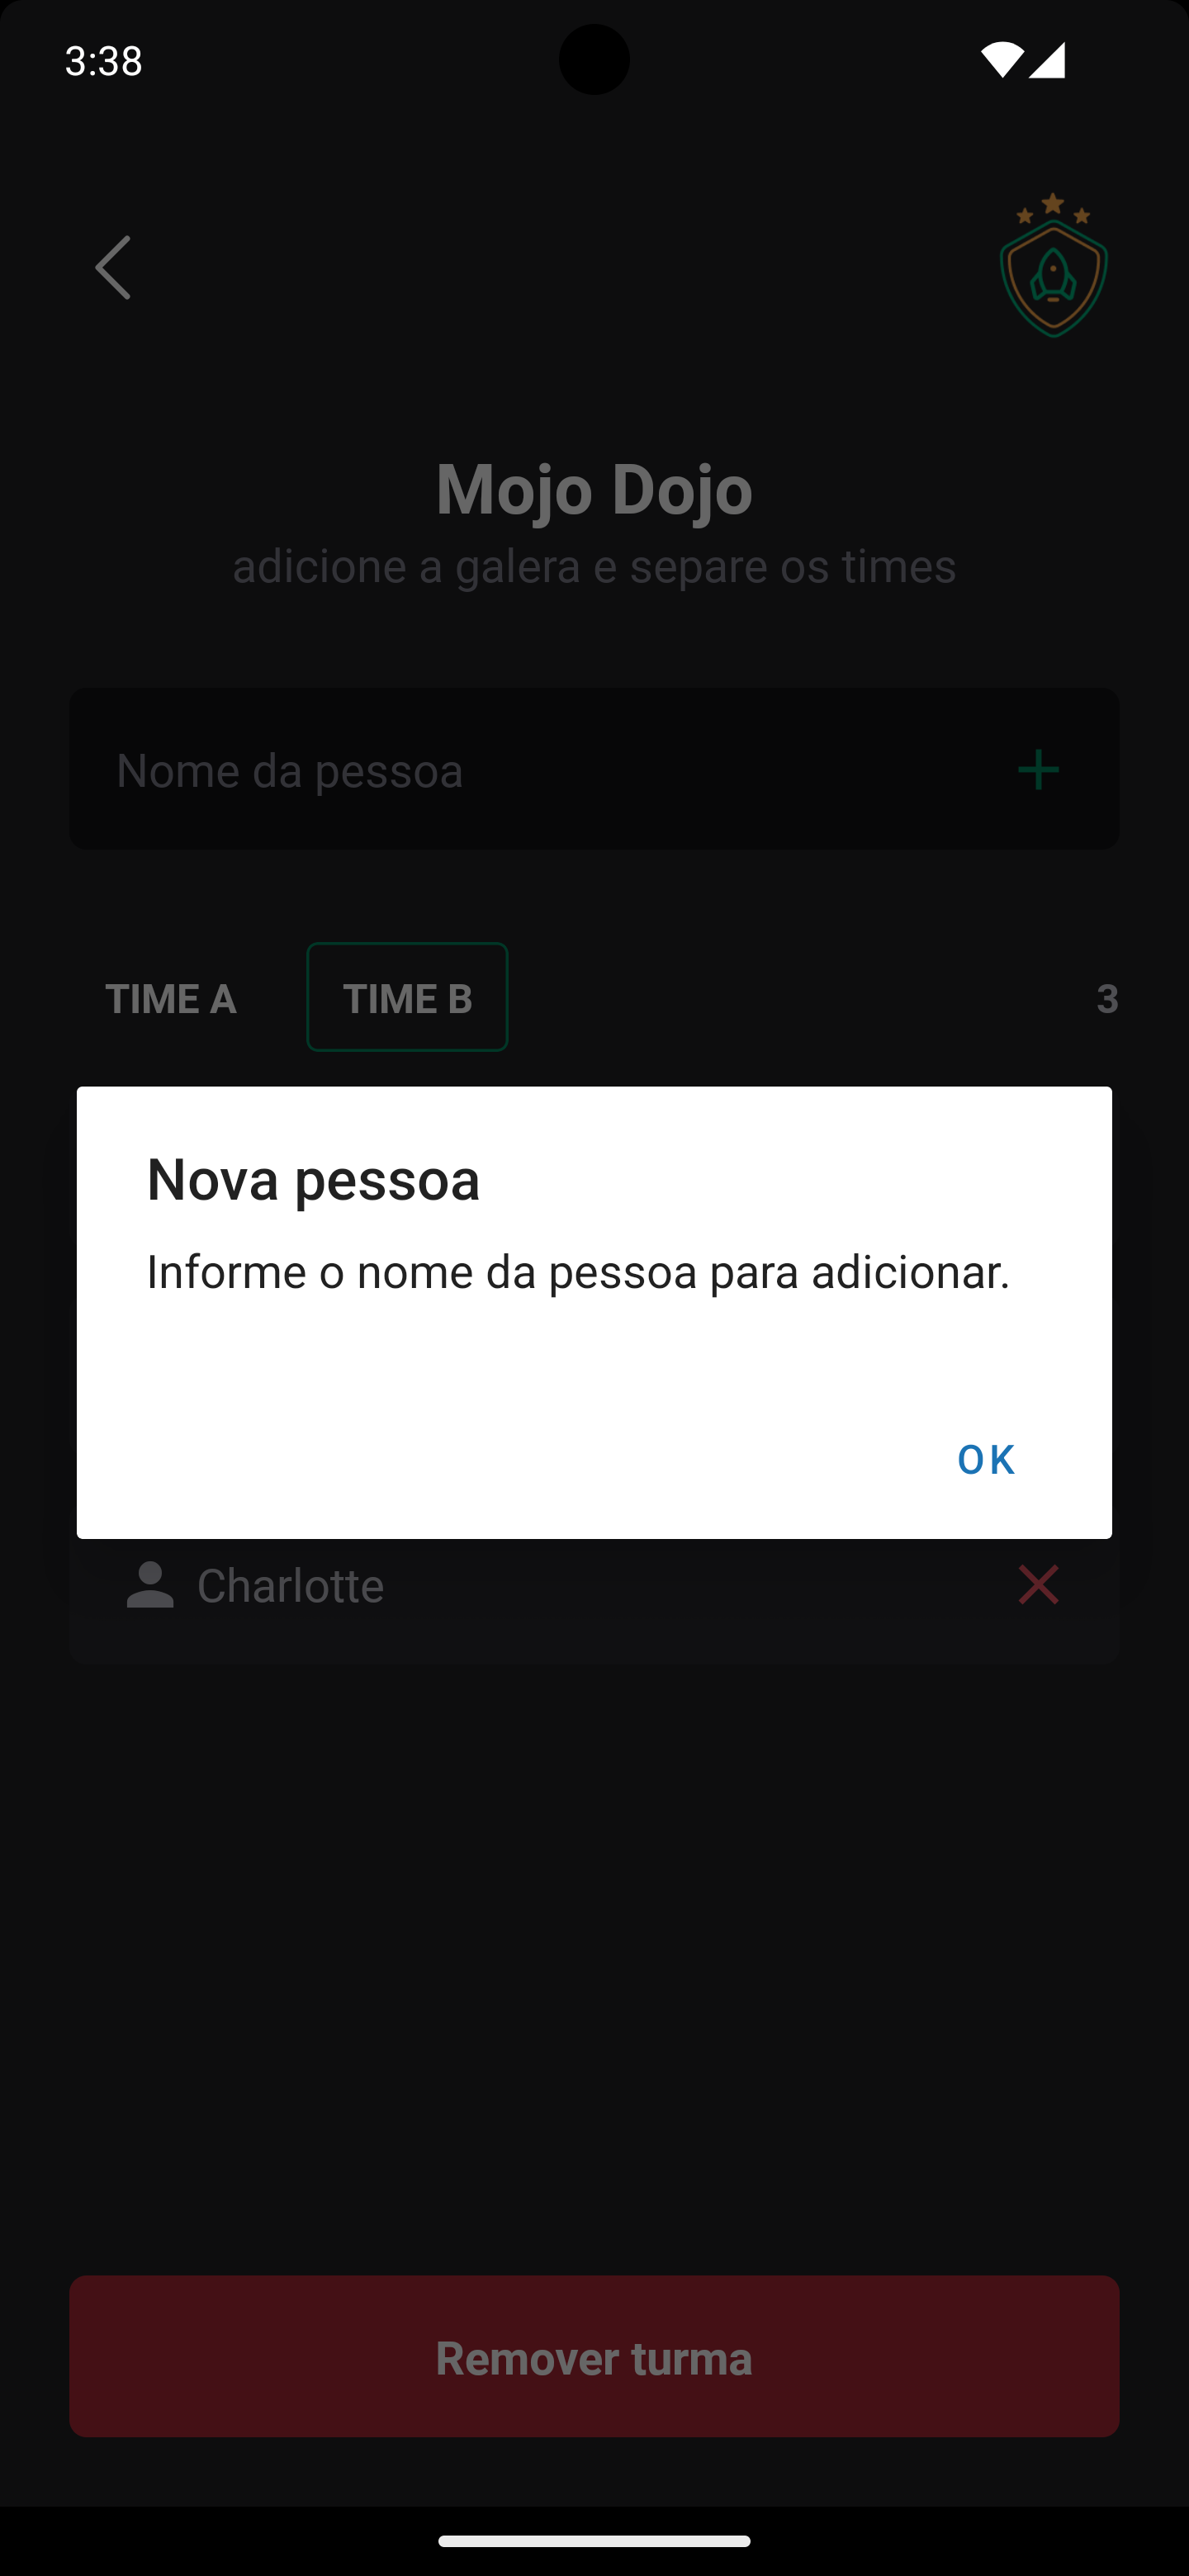 3:38
Mojo Dojo
adicione a galera e separe os times
Nome da pessoa
TIME A
TIME B
3
Nova pessoa
Informe o nome da pessoa para adicionar.
OK
Charlotte
Remover turma